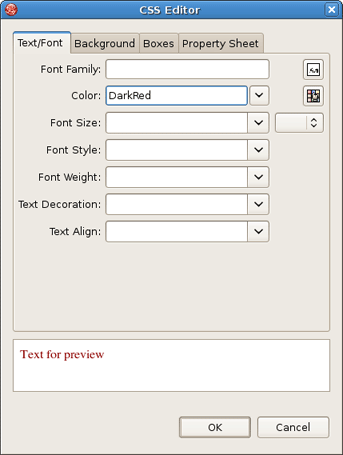 CSS Editor
Text/Font Background Boxes Property Sheet
Font Family:
Color: DarkRed
Font Size:
Font Style:
Font Weight:
Text Decoration:
Text Align:
Text for preview
OK Cancel